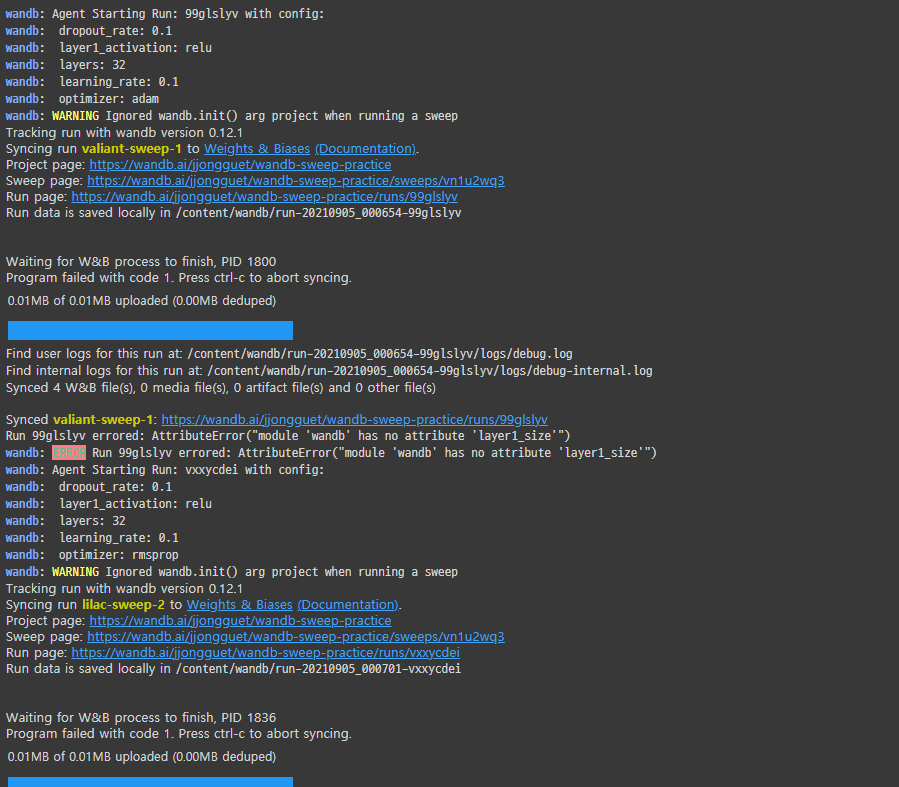 wandb: Agent Starting Run: 99glslyv with config:
wandb: 	dropout_rate: 0.1
wandb: 	layer1_activation: relu
wandb: 	layers: 32
wandb: 	learning_rate: 0.1
wandb: 	optimizer: adam
wandb: WARNING Ignored wandb.init() arg project when running a sweep
Tracking run with wandb version 0.12.1
Syncing run valiant-sweep-1 to Weights & Biases (Documentation).
Project page: https://wandb.ai/jjongguet/wandb-sweep-practice
Sweep page: https://wandb.ai/jjongguet/wandb-sweep-practice/sweeps/vn1u2wq3
Run page: https://wandb.ai/jjongguet/wandb-sweep-practice/runs/99glslyv
Run data is saved locally in /content/wandb/run-20210905_000654-99glslyv
Waiting for W&B process to finish, PID 1800
Program failed with code 1. Press ctrl-c to abort syncing.
0.01MB of 0.01MB uploaded (0.00MB deduped)
Find user logs for this run at: /content/wandb/run-20210905_000654-99glslyv/logs/debug.log
Find internal logs for this run at: /content/wandb/run-20210905_000654-99glslyv/logs/debug-internal.log
Synced 4 W&B file(s), 0 media file(s), 0 artifact file(s) and 0 other file(s)
Synced valiant-sweep-1: https://wandb.ai/jjongguet/wandb-sweep-practice/runs/99glslyv
Run 99glslyv errored: AttributeError("module 'wandb' has no attribute 'layer1_size'")
wandb: ERROR Run 99glslyv errored: AttributeError("module 'wandb' has no attribute 'layer1_size'")
wandb: Agent Starting Run: vxxycdei with config:
wandb: 	dropout_rate: 0.1
wandb: 	layer1_activation: relu
wandb: 	layers: 32
wandb: 	learning_rate: 0.1
wandb: 	optimizer: rmsprop
wandb: WARNING Ignored wandb.init() arg project when running a sweep
Tracking run with wandb version 0.12.1
Syncing run lilac-sweep-2 to Weights & Biases (Documentation).
Project page: https://wandb.ai/jjongguet/wandb-sweep-practice
Sweep page: https://wandb.ai/jjongguet/wandb-sweep-practice/sweeps/vn1u2wq3
Run page: https://wandb.ai/jjongguet/wandb-sweep-practice/runs/vxxycdei
Run data is saved locally in /content/wandb/run-20210905_000701-vxxycdei
Waiting for W&B process to finish, PID 1836
Program failed with code 1. Press ctrl-c to abort syncing.
0.01MB of 0.01MB uploaded (0.00MB deduped)